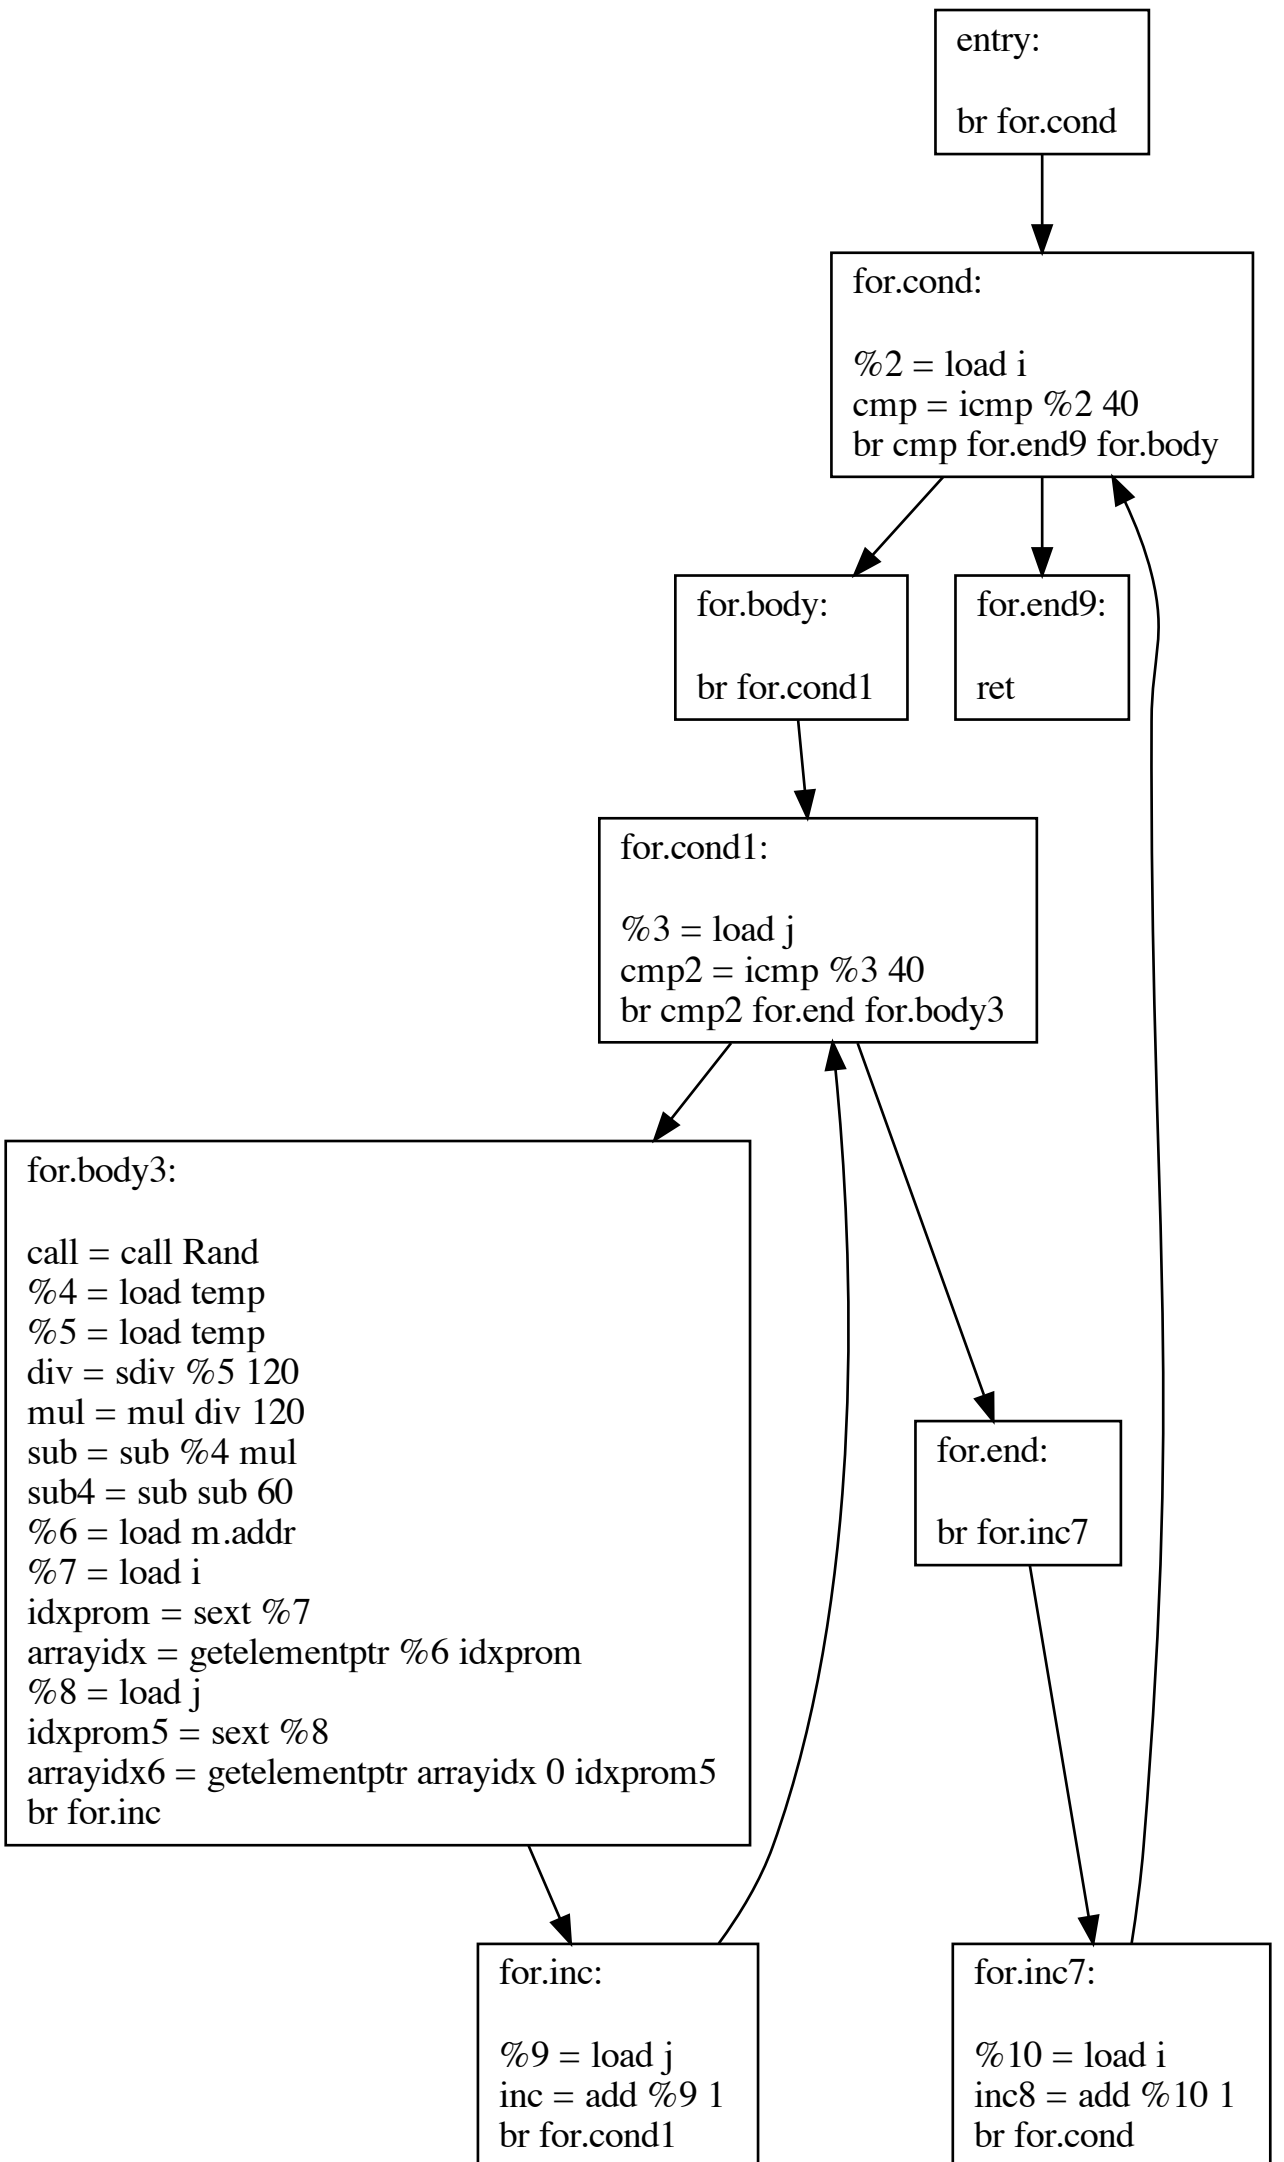 entry:
br for.cond
for.cond:
%2 = load i
cmp = icmp %2 40
br cmp for.end9 for.body
for.body:
br for.cond1
for.end9:
ret
for.cond1:
%3 = load j
cmp2 = icmp %3 40
br cmp2 for.end for.body3
for.body3:
call = call Rand
%4 = load temp
%5 = load temp
div = sdiv %5 120
mul = mul div 120
sub = sub %4 mul
sub4 = sub sub 60
%6 = load m.addr
%7 = load i
idxprom = sext %7
arrayidx = getelementptr %6 idxprom
%8 = load j
idxprom5 = sext %8
arrayidx6 = getelementptr arrayidx 0 idxprom5
br for.inc
for.end:
br for.inc7
for.inc:
%9 = load j
inc = add %9 1
br for.cond1
for.inc7:
%10 = load i
inc8 = add %10 1
br for.cond